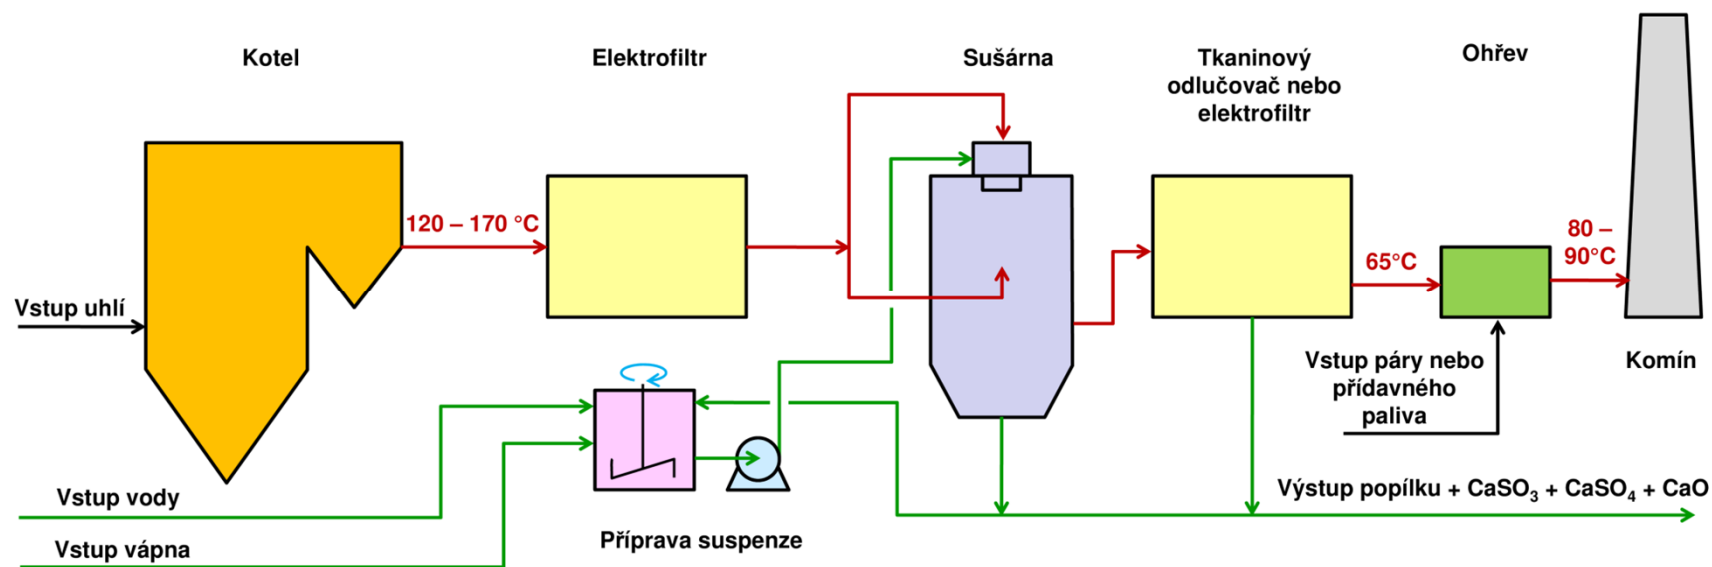 Kotel
Elektrofiltr
Sušárna
Tkaninový
odlučovač nebo
elektrofiltr
Ohřev
120 – 170 °C
80 –
90°C
65°C
Vstup uhlí
Vstup páry nebo
přídavného
paliva
Komín
Vstup vody
Výstup popílku + CaSO₃ + CaSO₄ + CaO
Příprava suspenze
Vstup vápna